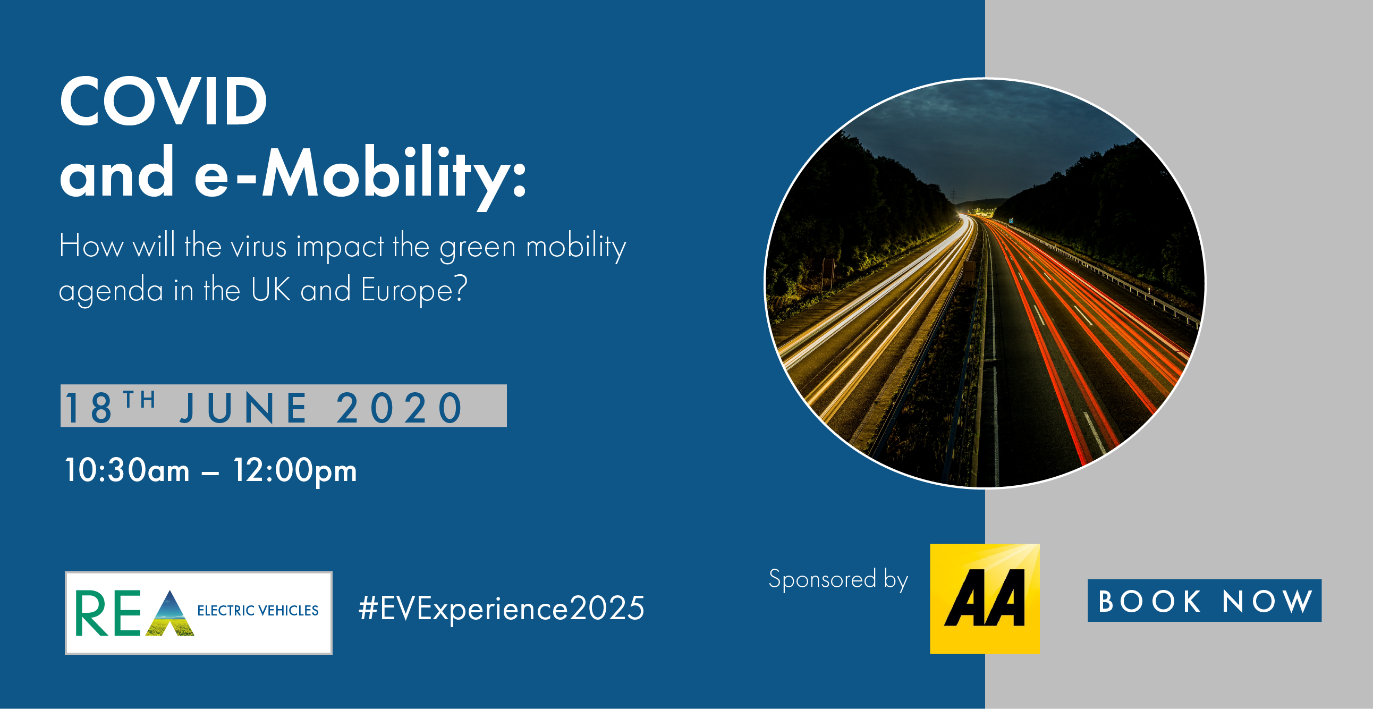 COVID
and e-Mobility:
How will the virus impact the green mobility
agenda in the UK and Europe?
18TH JUNE 2020
10:30am – 12:00pm
REA ELECTRIC VEHICLES
#EVExperience2025
Sponsored by
AA
BOOK NOW